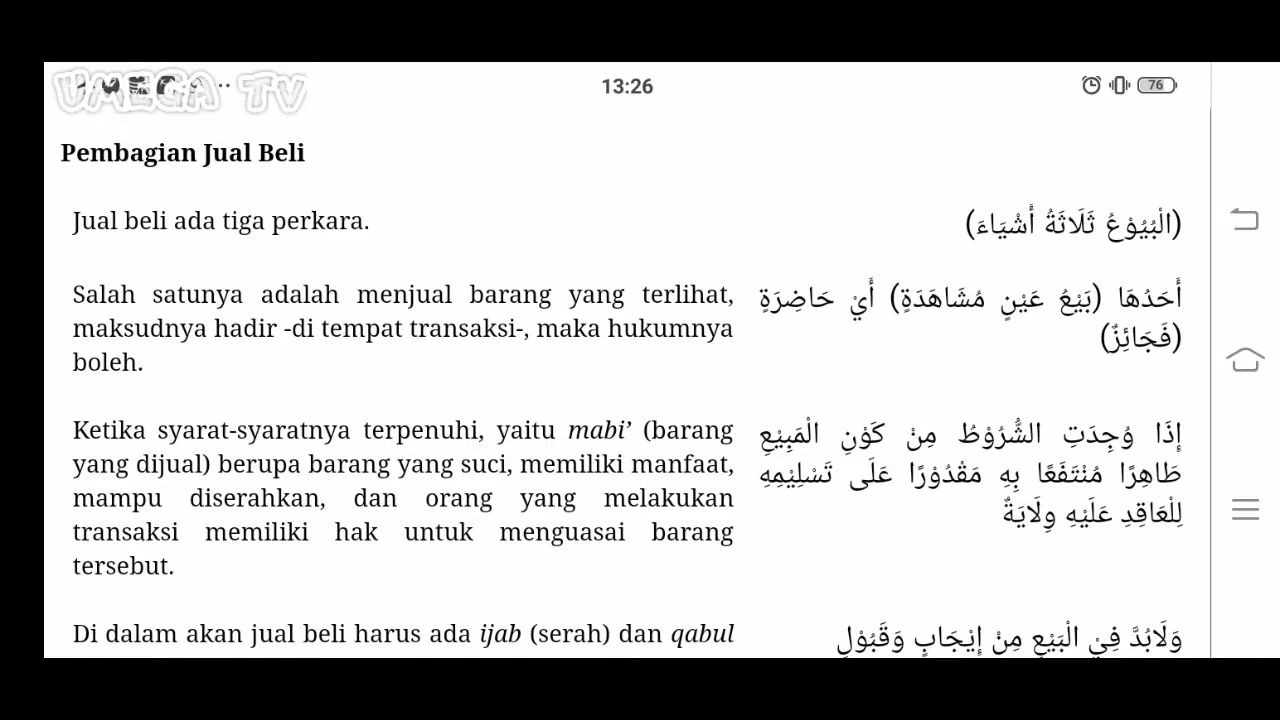 UMEGA TV
13:26
76
Pembagian Jual Beli
Jual beli ada tiga perkara.
(الْبُيُوْعُ ثَلَاثَةُ أَشْيَاءَ)
Salah satunya adalah menjual barang yang terlihat,
maksudnya hadir -di tempat transaksi-, maka hukumnya
boleh.
أَحَدُهَا (بَيْعُ عَيْنٍ مُشَاهَدَةٍ) أَيْ حَاضِرَةٍ
(فَجَائِزٌ)
Ketika syarat-syaratnya terpenuhi, yaitu mabi’ (barang
yang dijual) berupa barang yang suci, memiliki manfaat,
mampu diserahkan, dan orang yang melakukan
transaksi memiliki hak untuk menguasai barang
tersebut.
إِذَا وُجِدَتِ الشُّرُوْطُ مِنْ كَوْنِ الْمَبِيْعِ
طَاهِرًا مُنْتَفَعًا بِهِ مَقْدُوْرًا عَلَى تَسْلِيْمِهِ
لِلْعَاقِدِ عَلَيْهِ وِلَايَةٌ
Di dalam akan jual beli harus ada ijab (serah) dan qabul
وَلَابُدَّ فِيْ الْبَيْعِ مِنْ إِيْجَابٍ وَقَبُوْلٍ